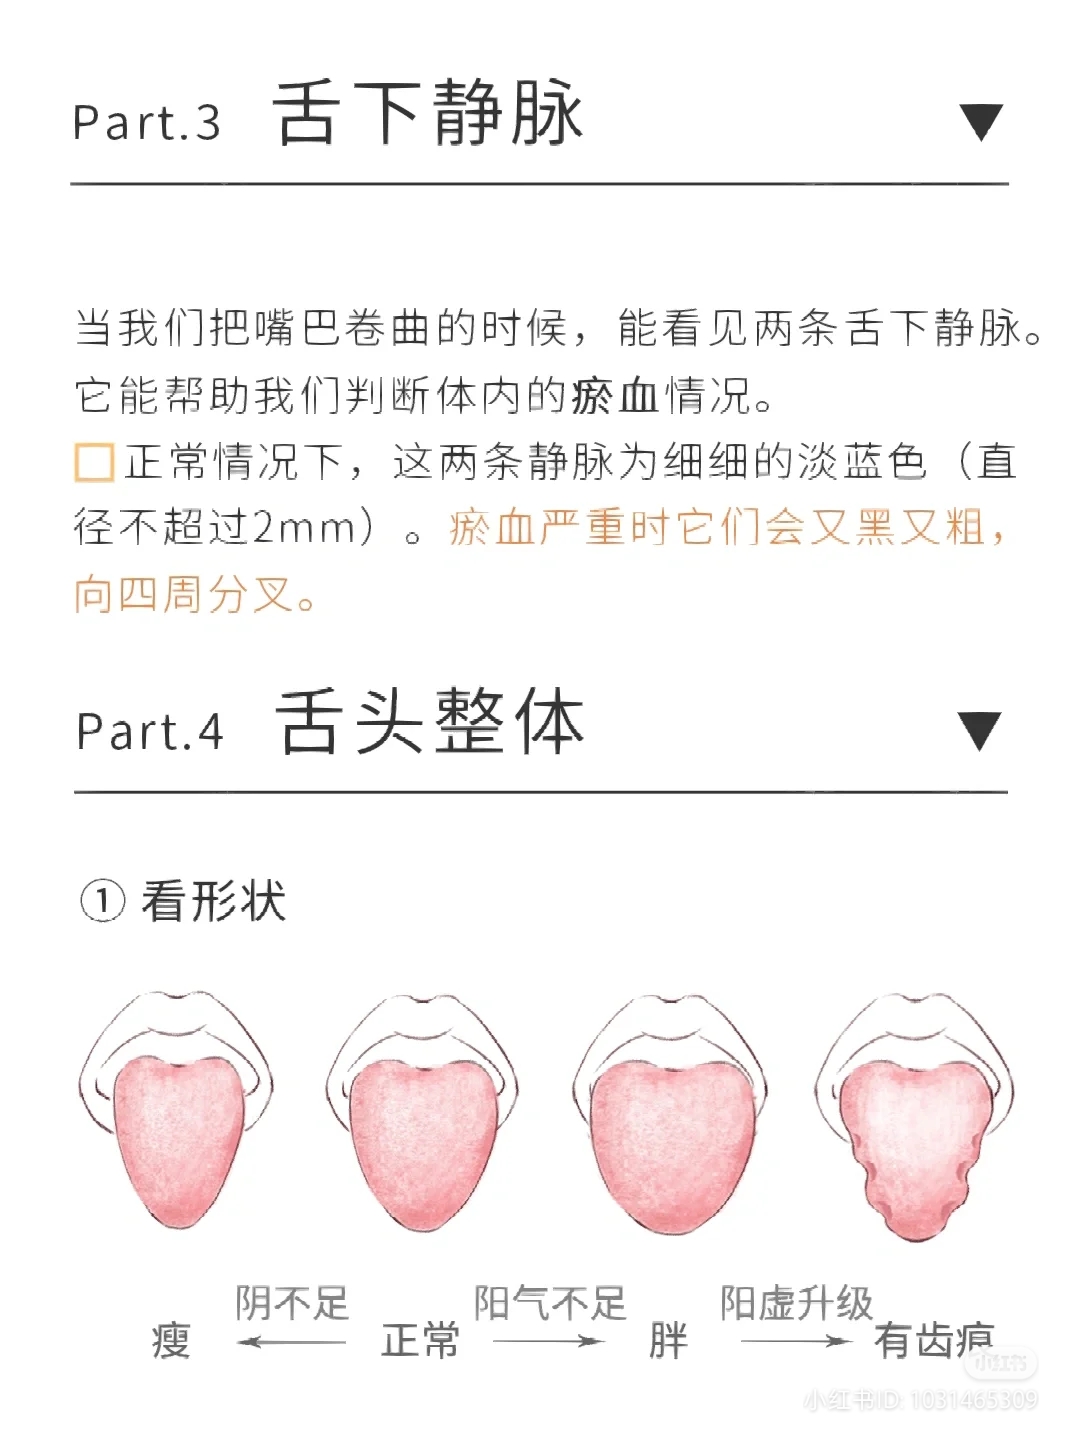 Part.3 舌下静脉 ▼
当我们把嘴巴卷曲的时候，能看见两条舌下静脉。
它能帮助我们判断体内的瘀血情况。
正常情况下，这两条静脉为细细的淡蓝色（直
径不超过2mm）。瘀血严重时它们会又黑又粗，
向四周分叉。
Part.4 舌头整体 ▼
① 看形状
阴不足 阳气不足 阳虚升级
瘦 正常 胖 有齿痕
小红书
小红书ID: 1031465309